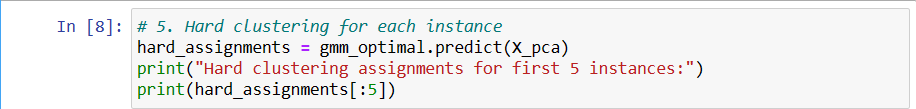 In [8]: # 5. Hard clustering for each instance
hard_assignments = gmm_optimal.predict(X_pca)
print("Hard clustering assignments for first 5 instances:")
print(hard_assignments[:5])